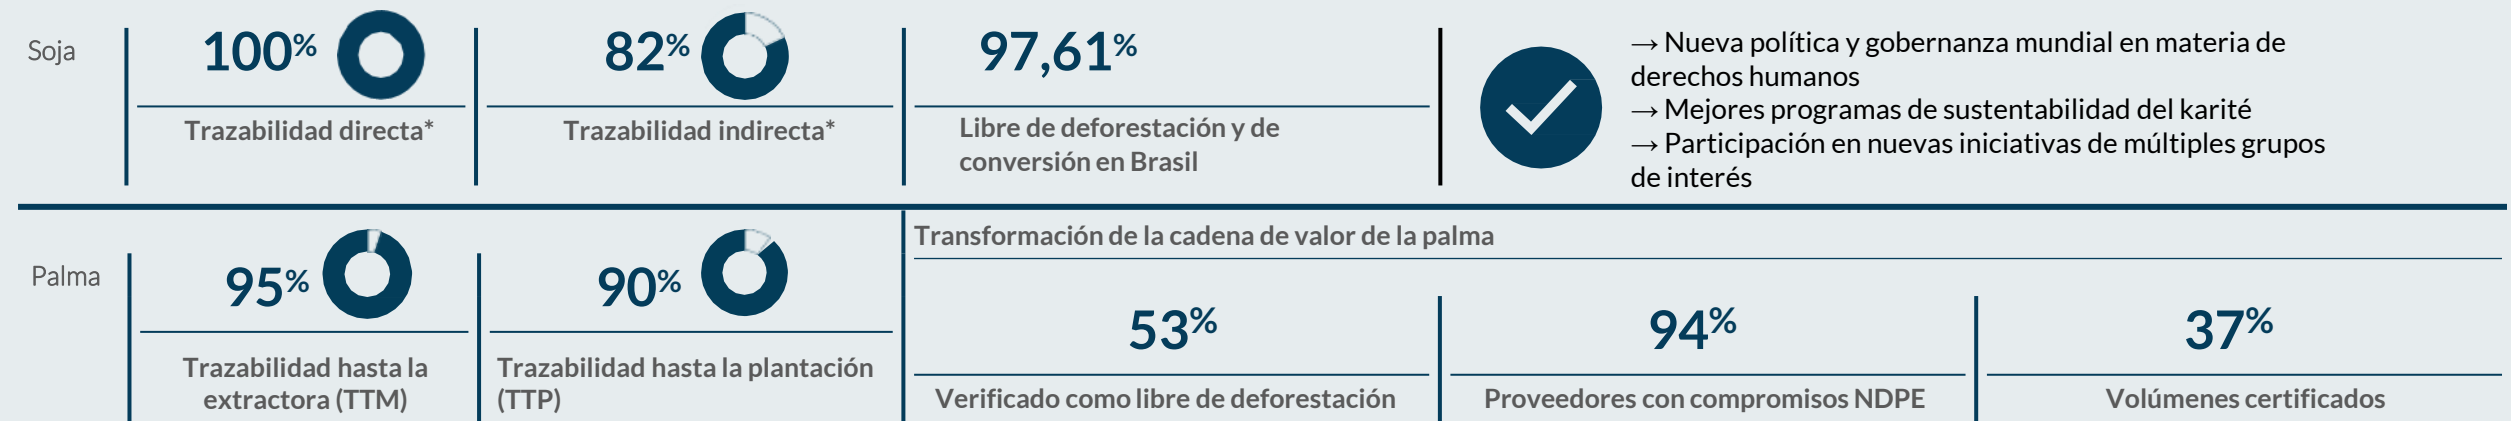 Soja
100%
Trazabilidad directa*
82%
Trazabilidad indirecta*
97,61%
Libre de deforestación y de
conversión en Brasil
→ Nueva política y gobernanza mundial en materia de
derechos humanos
→ Mejores programas de sustentabilidad del karité
→ Participación en nuevas iniciativas de múltiples grupos
de interés
Palma
95%
Trazabilidad hasta la
extractora (TTM)
90%
Trazabilidad hasta la plantación
(TTP)
Transformación de la cadena de valor de la palma
53%
Verificado como libre de deforestación
94%
Proveedores con compromisos NDPE
37%
Volúmenes certificados